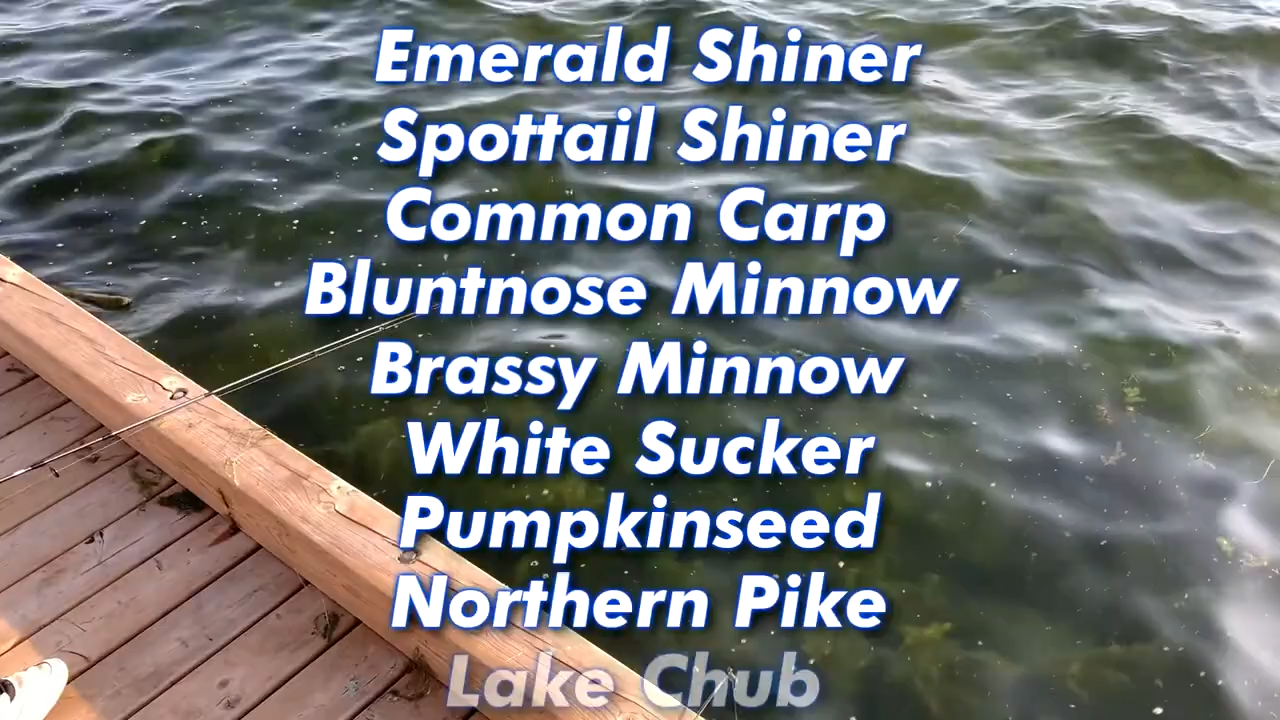 Emerald Shiner
Spottail Shiner
Common Carp
Bluntnose Minnow
Brassy Minnow
White Sucker
Pumpkinseed
Northern Pike
Lake Chub